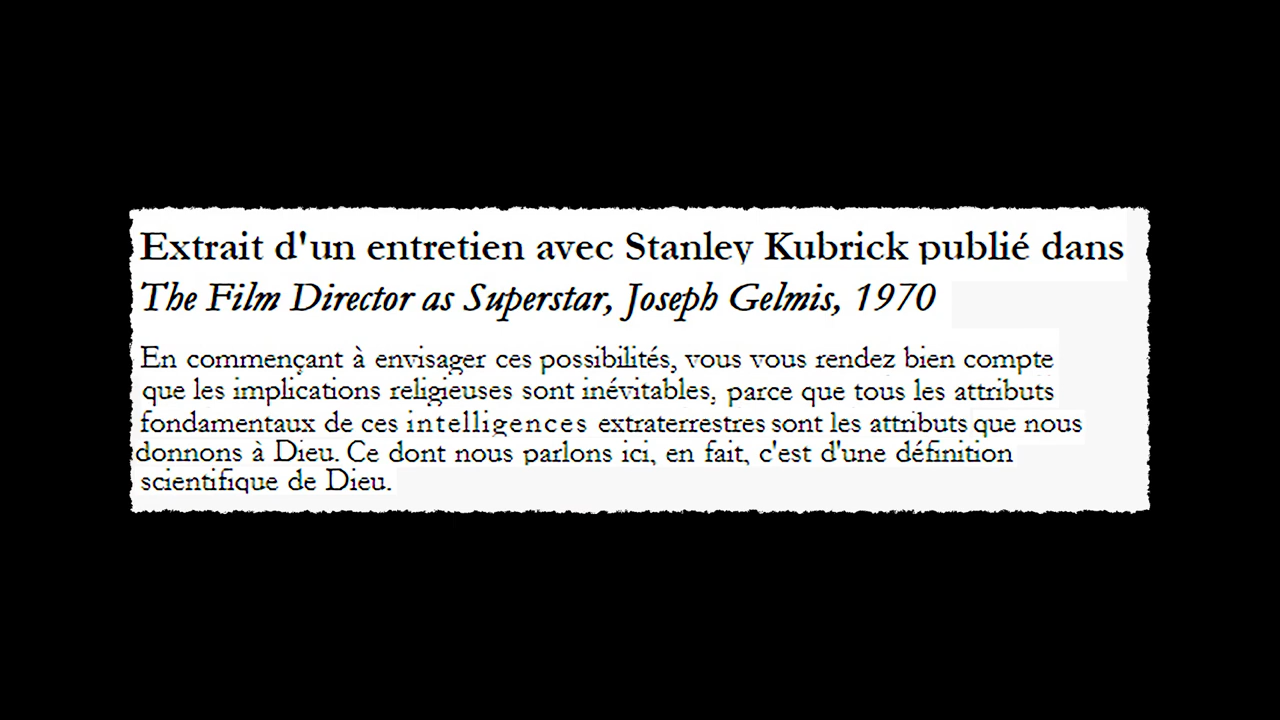 Extrait d'un entretien avec Stanley Kubrick publié dans
The Film Director as Superstar, Joseph Gelmis, 1970
En commençant à envisager ces possibilités, vous vous rendez bien compte
que les implications religieuses sont inévitables, parce que tous les attributs
fondamentaux de ces intelligences extraterrestres sont les attributs que nous
donnons à Dieu. Ce dont nous parlons ici, en fait, c'est d'une définition
scientifique de Dieu.